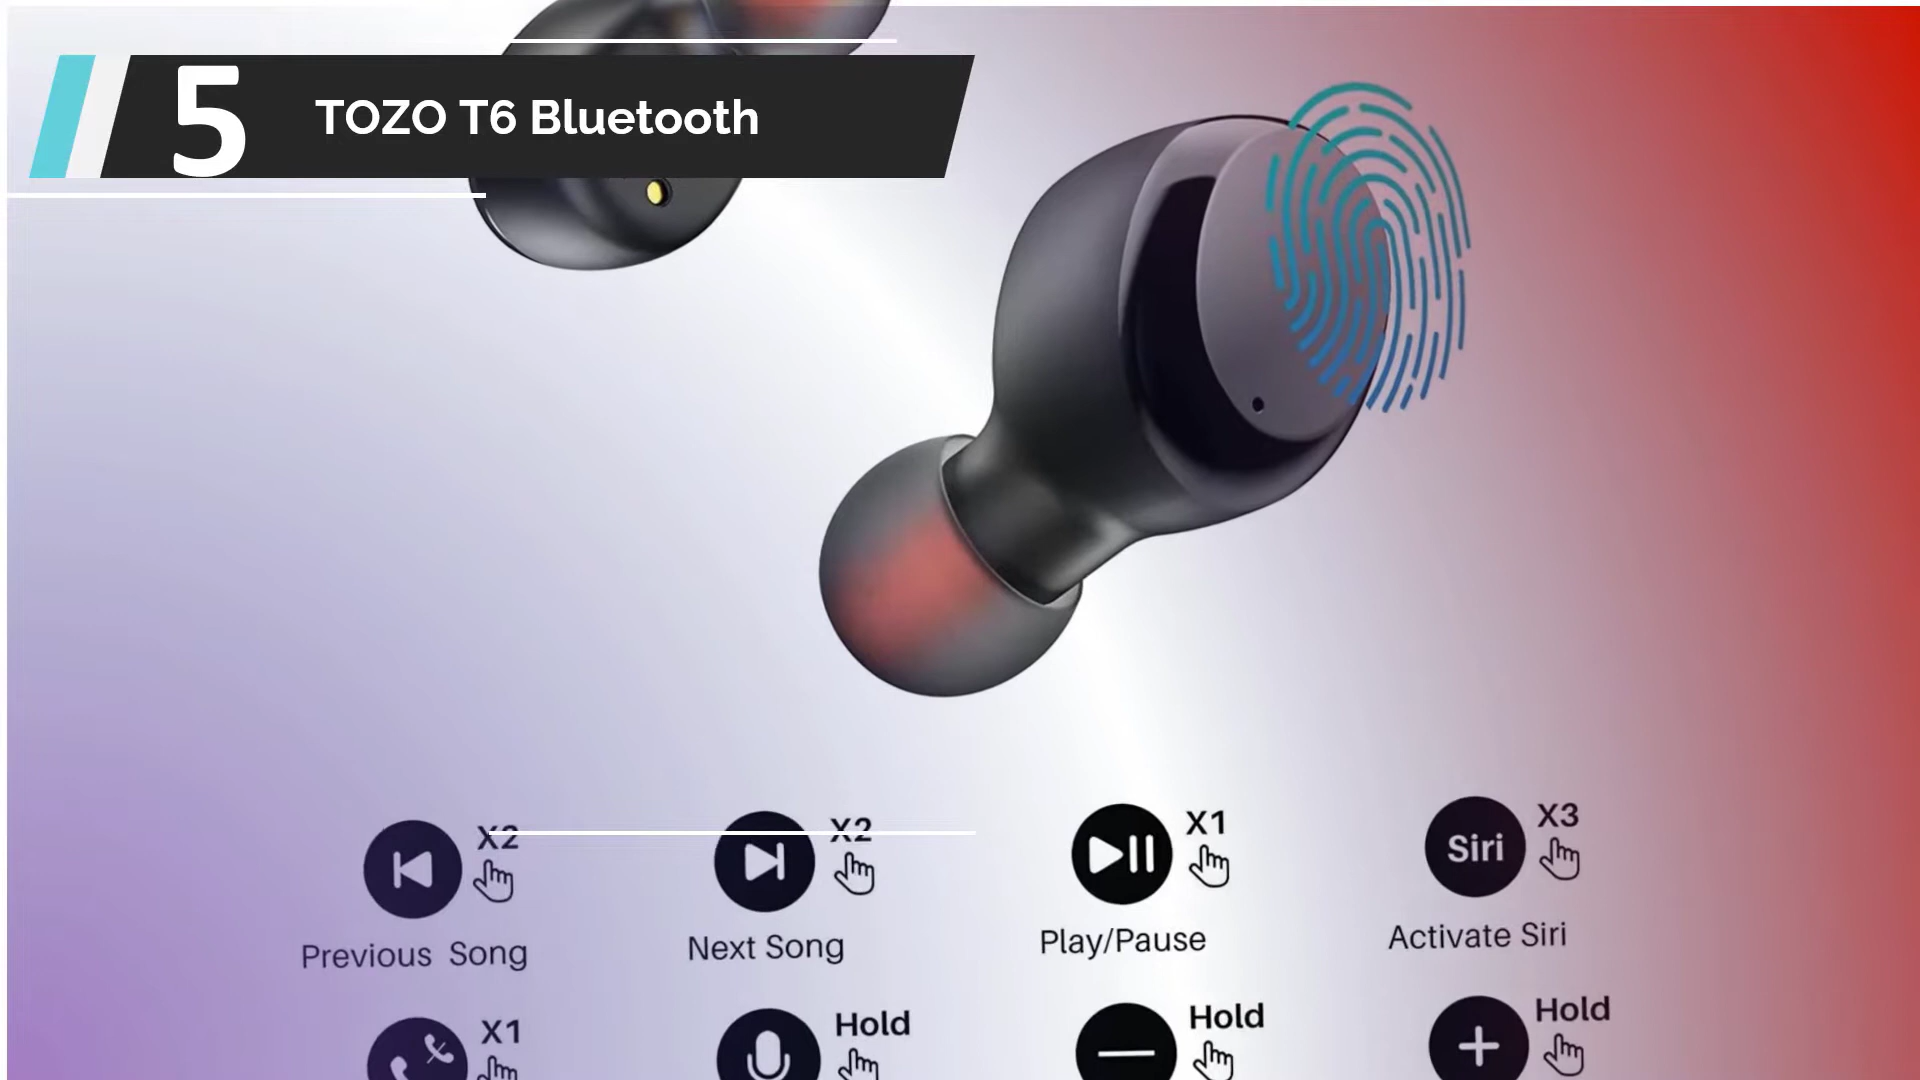 5 TOZO T6 Bluetooth
X2
X2
X1
X3
Siri
Previous Song
Next Song
Play/Pause
Activate Siri
X1
Hold
Hold
Hold